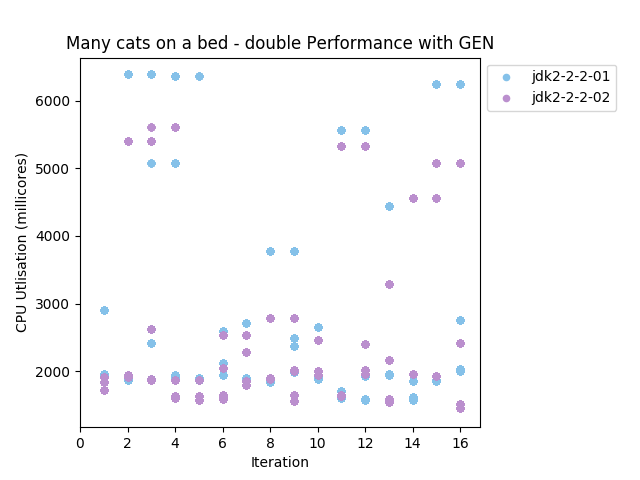 Many cats on a bed - double Performance with GEN
jdk2-2-2-01
jdk2-2-2-02
6000
5000
4000
3000
2000
CPU Utlisation (millicores)
0 2 4 6 8 10 12 14 16
Iteration